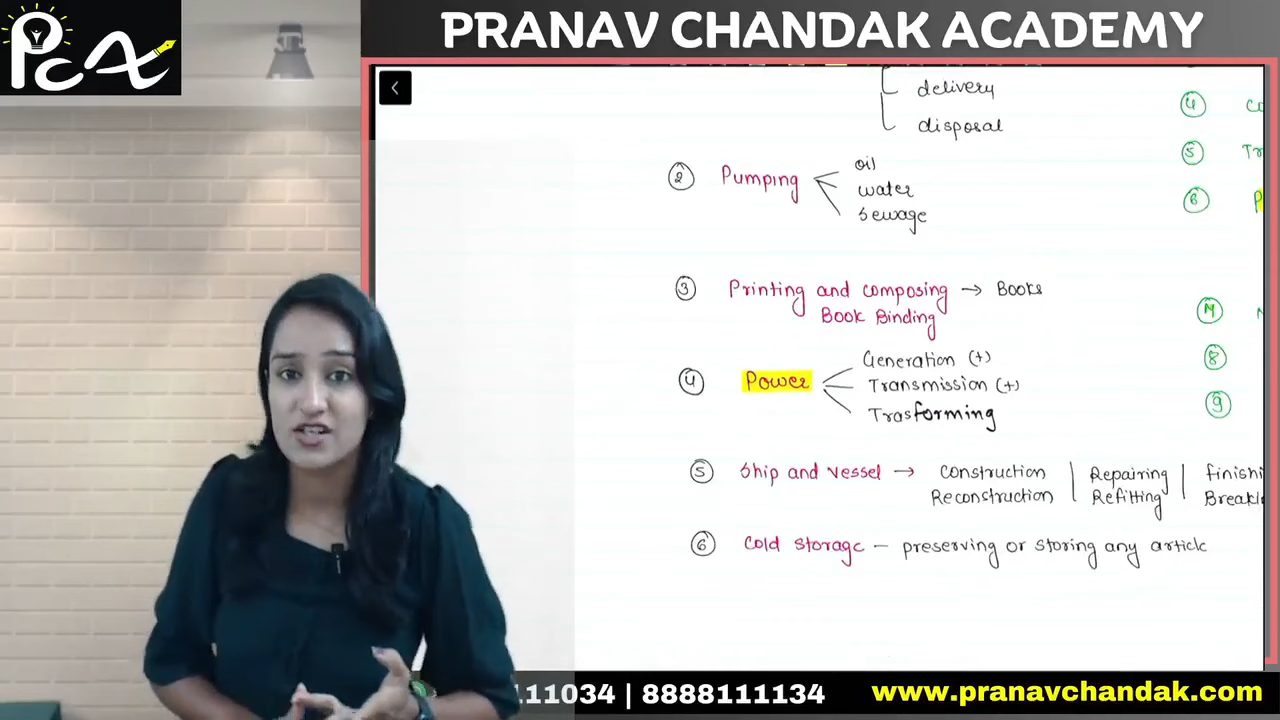 PCA
PRANAV CHANDAK ACADEMY
delivery
disposal
② Pumping
oil
water
sewage
③ Printing and composing → Books
Book Binding
④ Power
Generation (+)
Transmission (+)
Trasforming
⑤ Ship and vessel → Construction | Repairing |
Reconstruction | Refitting |
⑥ Cold storage - preserving or storing any article
④
⑤
⑥
⑧
⑨
111034 | 8888111134
www.pranavchandak.com